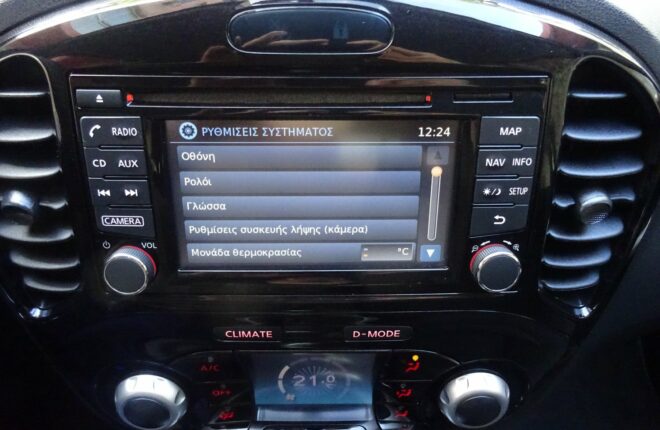 RADIO
CD AUX
CAMERA
VOL
ΡΥΘΜΙΣΕΙΣ ΣΥΣΤΗΜΑΤΟΣ 12:24
Οθόνη
Ρολόι
Γλώσσα
Ρυθμίσεις συσκευής λήψης (κάμερα)
Μονάδα θερμοκρασίας °C
MAP
NAV INFO
SETUP
CLIMATE D-MODE
A/C
OFF
21.0